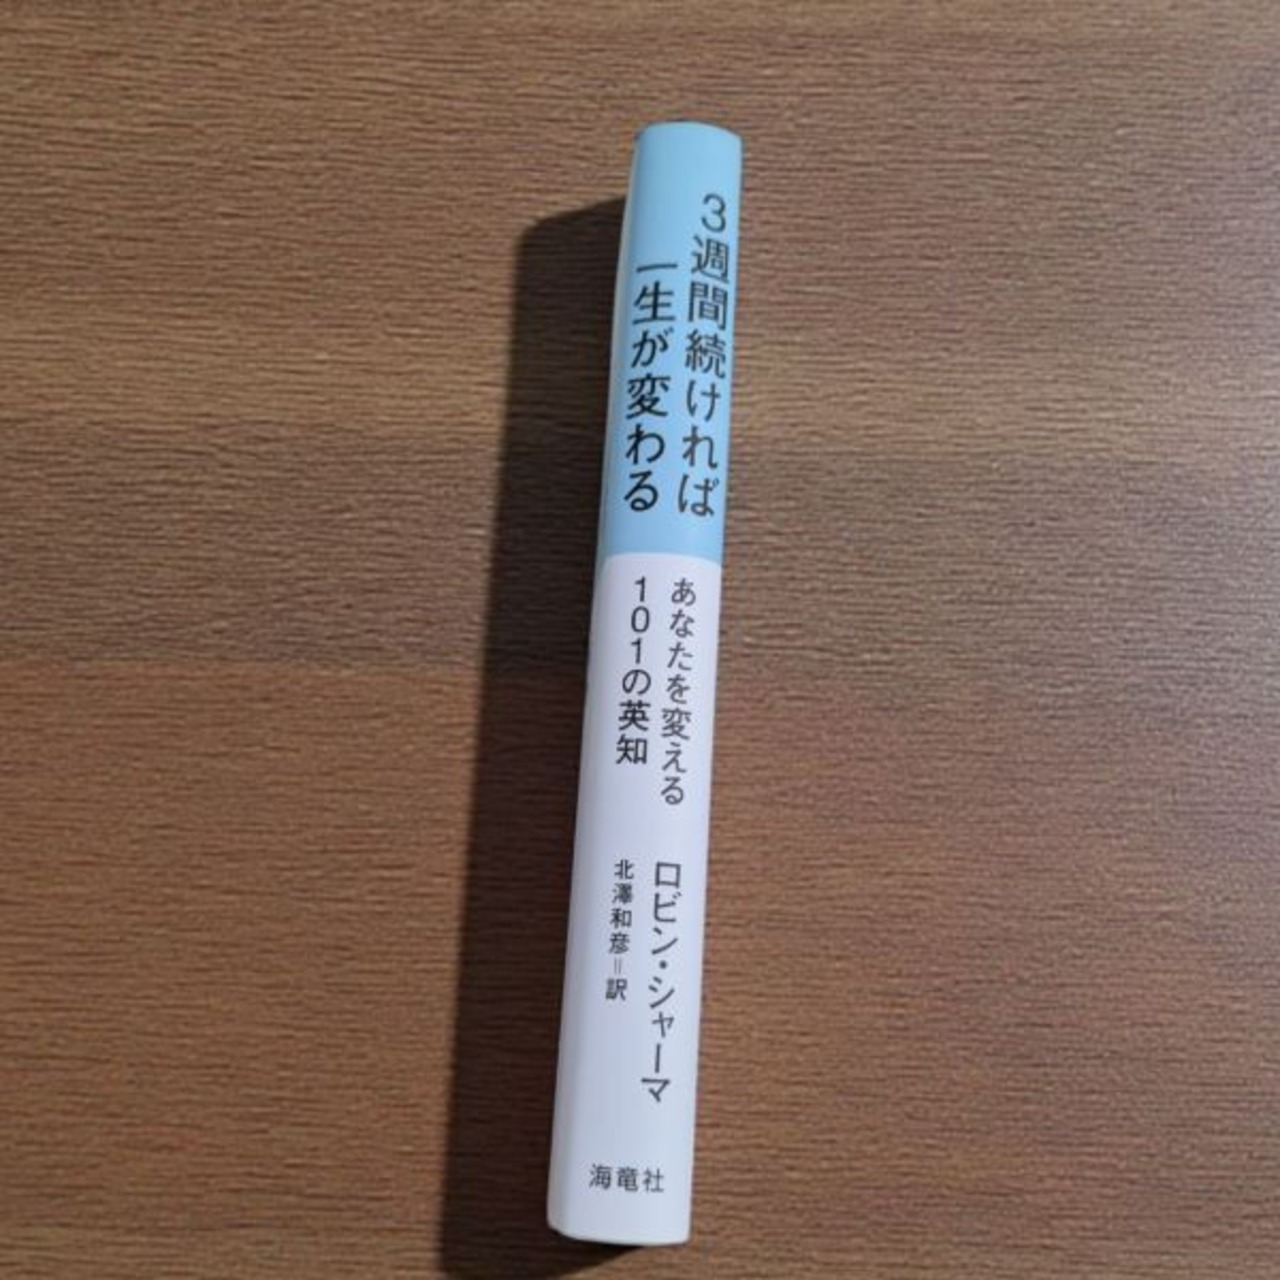 3週間続ければ
一生が変わる
あなたを変える
101の英知
ロビン・シャーマ
北澤和彦=訳
海竜社